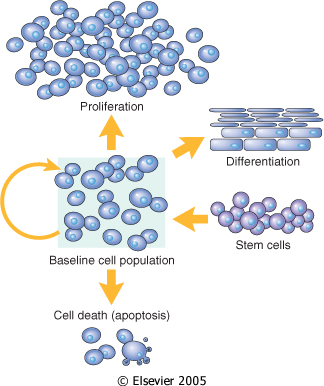 Proliferation
Differentiation
Stem cells
Baseline cell population
Cell death (apoptosis)
© Elsevier 2005